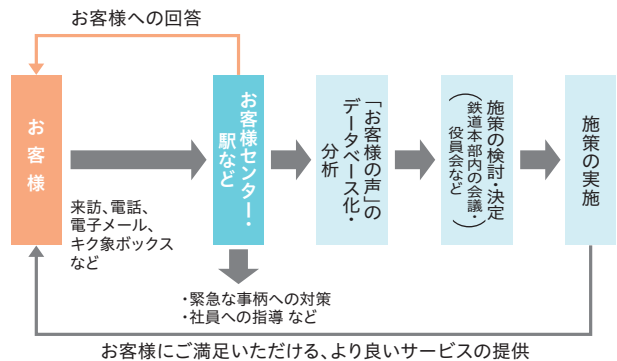 お客様への回答
お客様
来訪、電話、
電子メール、
キク象ボックス
など
お客様センター・
駅など
・緊急な事柄への対策
・社員への指導 など
「お客様の声」の
データベース化・
分析
施策の検討・決定
(鉄道本部内の会議・
役員会など)
施策の実施
お客様にご満足いただける、より良いサービスの提供